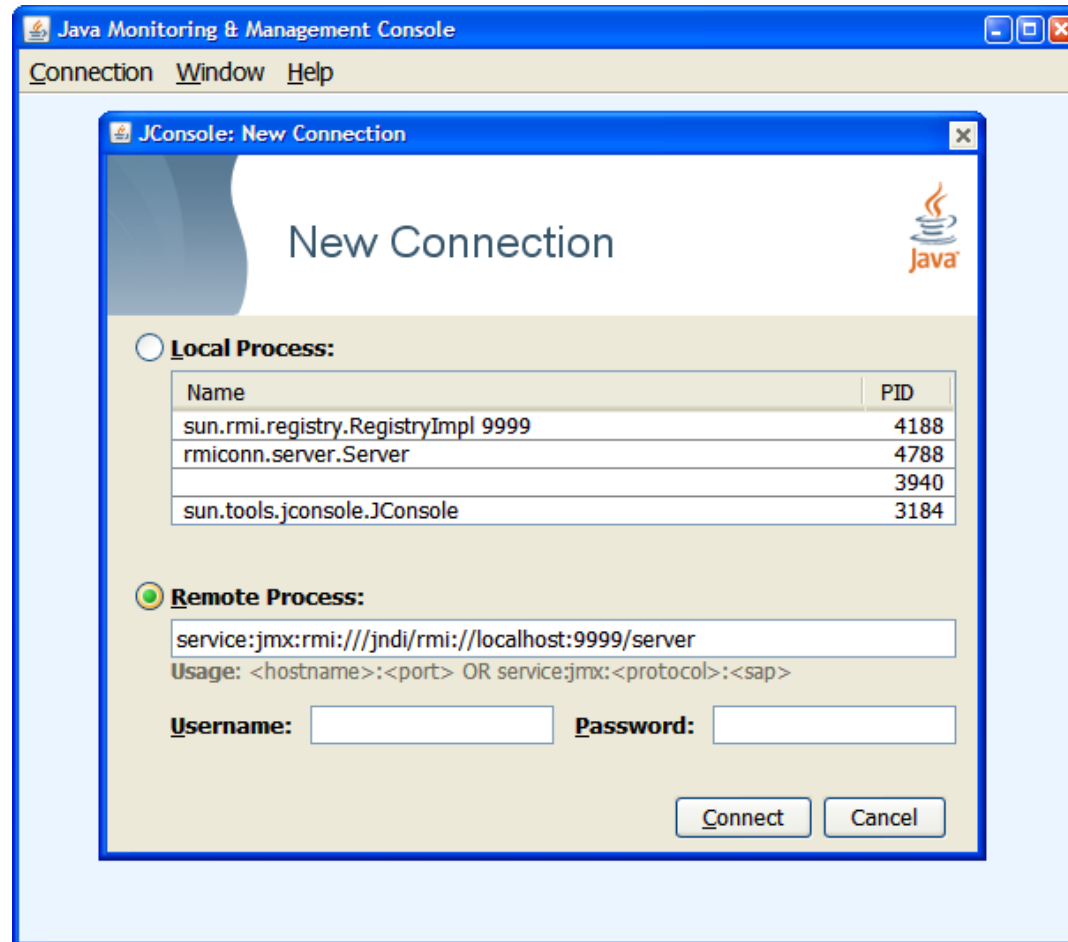 Java Monitoring & Management Console
Connection Window Help
JConsole: New Connection
New Connection
Java
Local Process:
Name PID
sun.rmi.registry.RegistryImpl 9999 4188
rmiconn.server.Server 4788
3940
sun.tools.jconsole.JConsole 3184
Remote Process:
service:jmx:rmi:///jndi/rmi://localhost:9999/server
Usage: <hostname>:<port> OR service:jmx:<protocol>:<sap>
Username: Password:
Connect Cancel